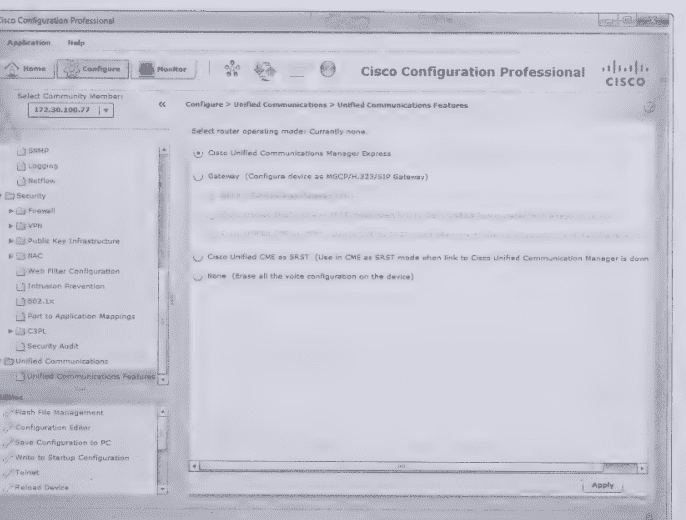 Cisco Configuration Professional
Application Help
Home Configure Monitor
Cisco Configuration Professional
CISCO
Select Community Member:
172.30.100.77
Configure > Unified Communications > Unified Communications Features
Select router operating mode: Currently none.
Cisco Unified Communications Manager Express
Gateway (Configure device as MGCP/H.323/SIP Gateway)
Cisco Unified CME as SRST (Use in CME as SRST mode when link to Cisco Unified Communication Manager is down
None (Erase all the voice configuration on the device)
SNMP
Logging
Netflow
Security
Firewall
VPN
Public Key Infrastructure
NAC
Web Filter Configuration
Intrusion Prevention
802.1x
Port to Application Mappings
C3PL
Security Audit
Unified Communications
Unified Communications Features
Utilities
Flash File Management
Configuration Editor
Save Configuration to PC
Write to Startup Configuration
Telnet
Reload Device
Apply